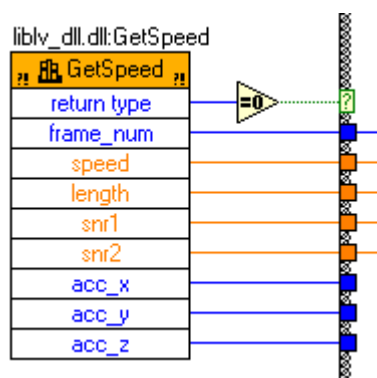 liblv_dll.dll:GetSpeed
?! GetSpeed ?!
return type
=0
?
frame_num
speed
length
snr1
snr2
acc_x
acc_y
acc_z